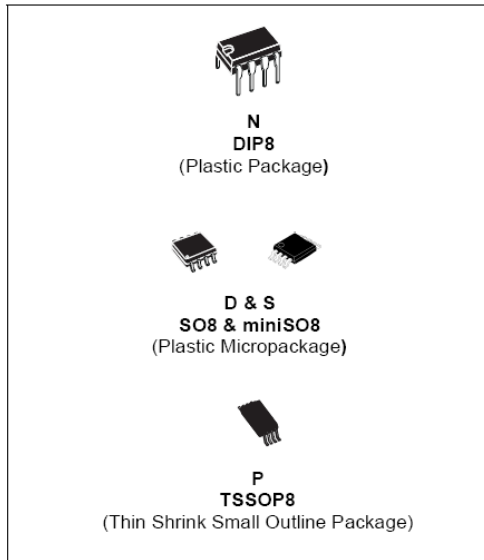 N
DIP8
(Plastic Package)
D & S
SO8 & miniSO8
(Plastic Micropackage)
P
TSSOP8
(Thin Shrink Small Outline Package)